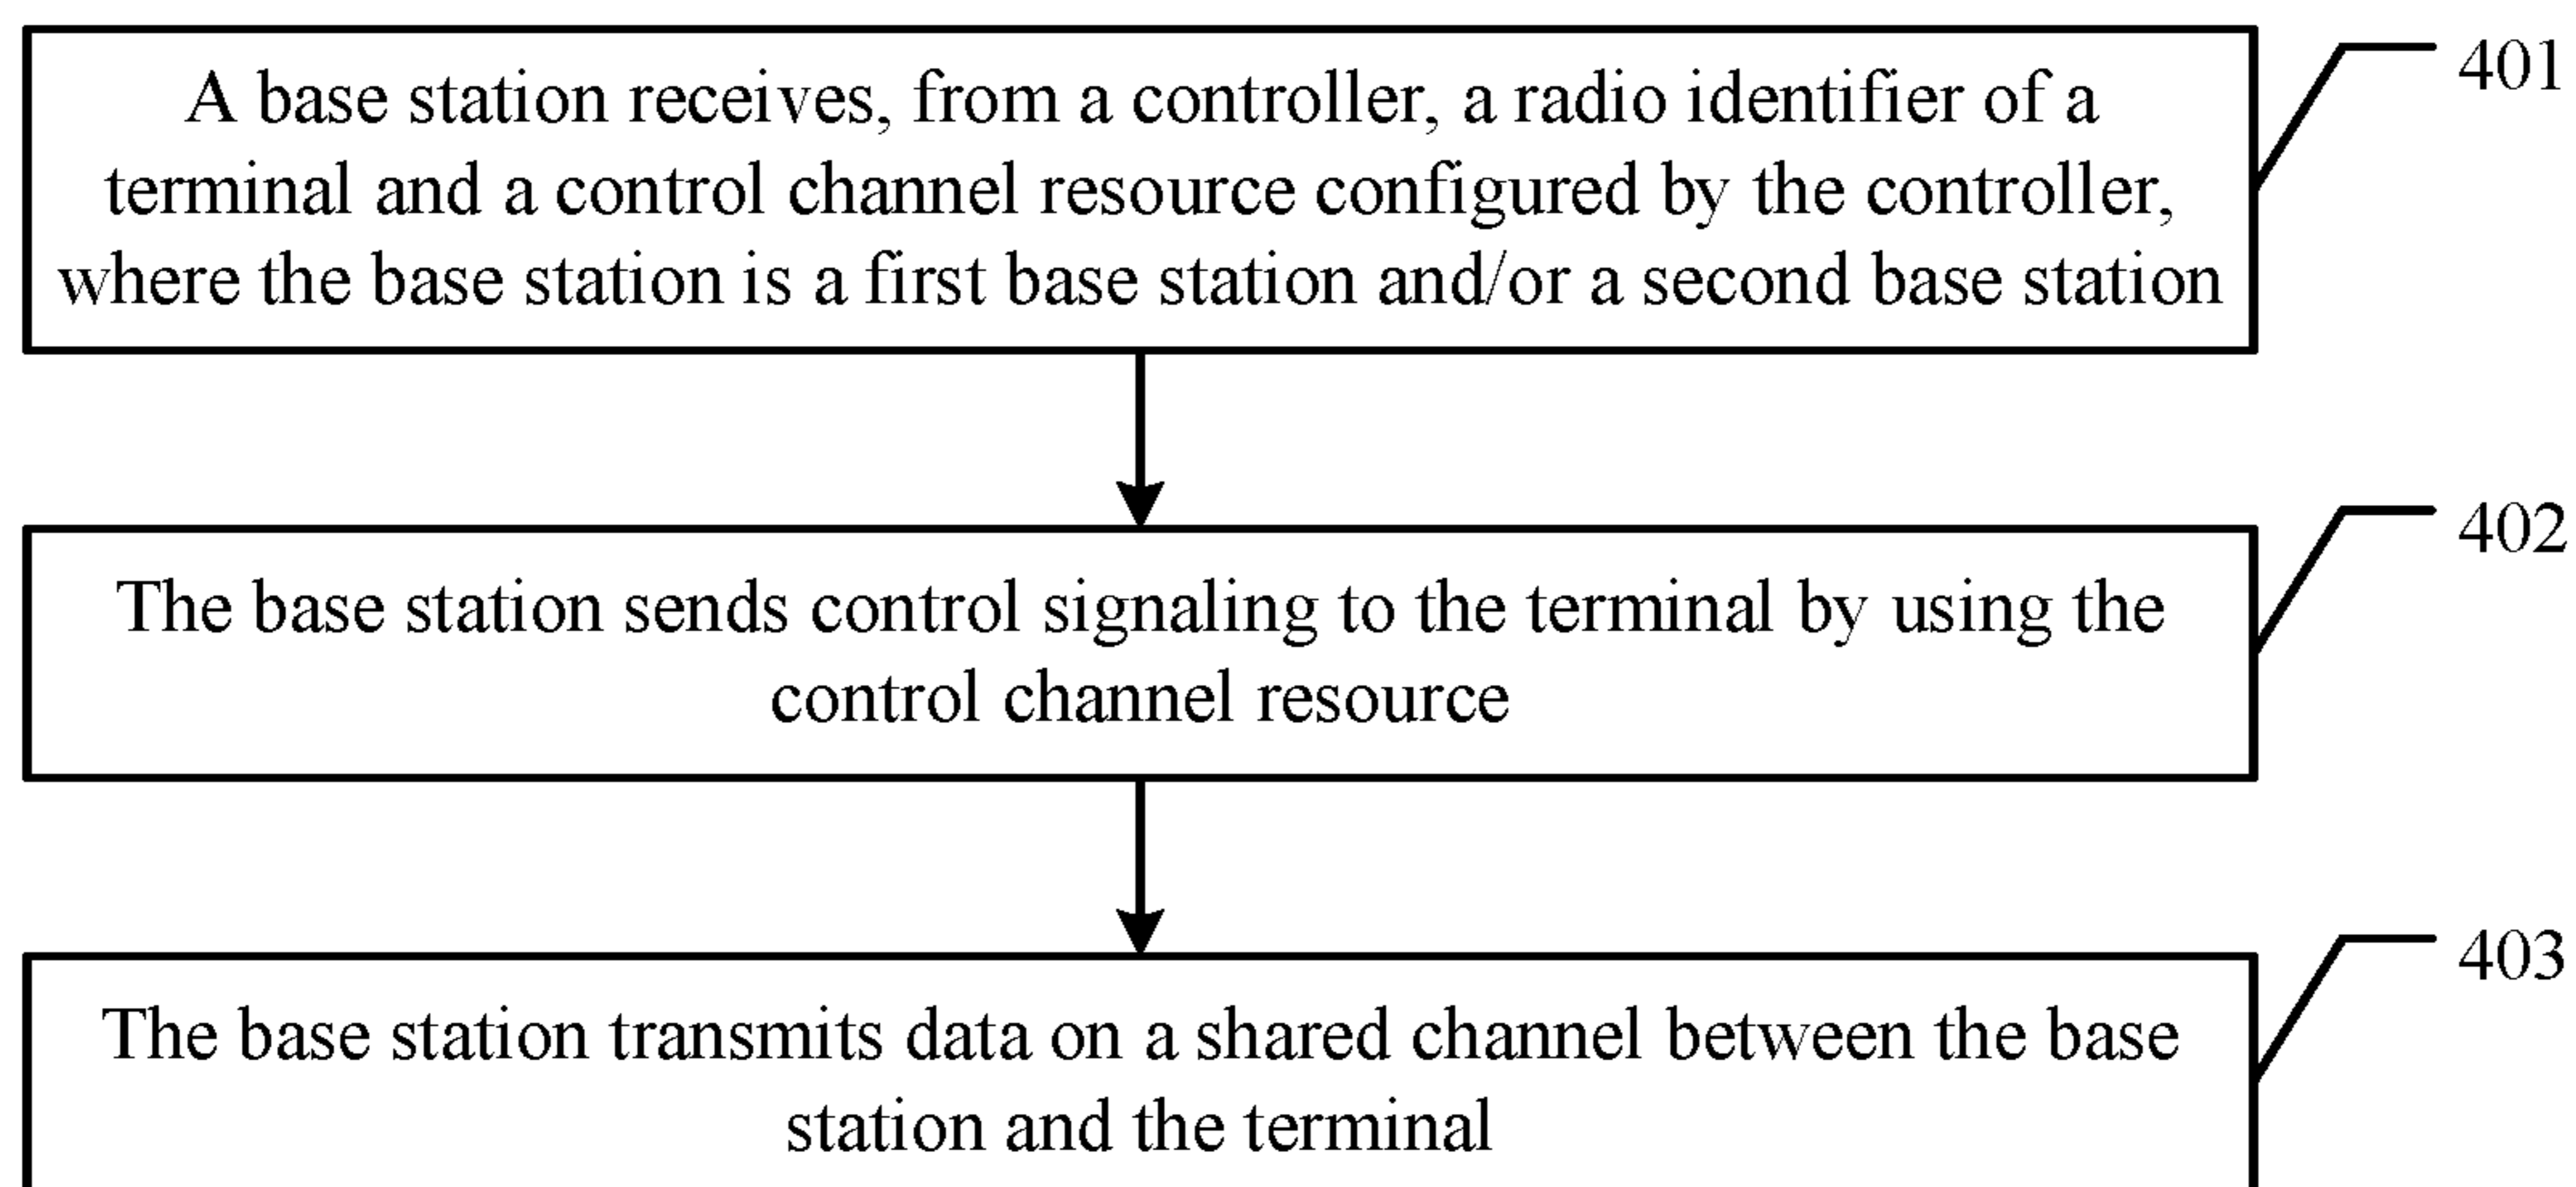 A base station receives, from a controller, a radio identifier of a
terminal and a control channel resource configured by the controller,
where the base station is a first base station and/or a second base station
401
The base station sends control signaling to the terminal by using the
control channel resource
402
The base station transmits data on a shared channel between the base
station and the terminal
403